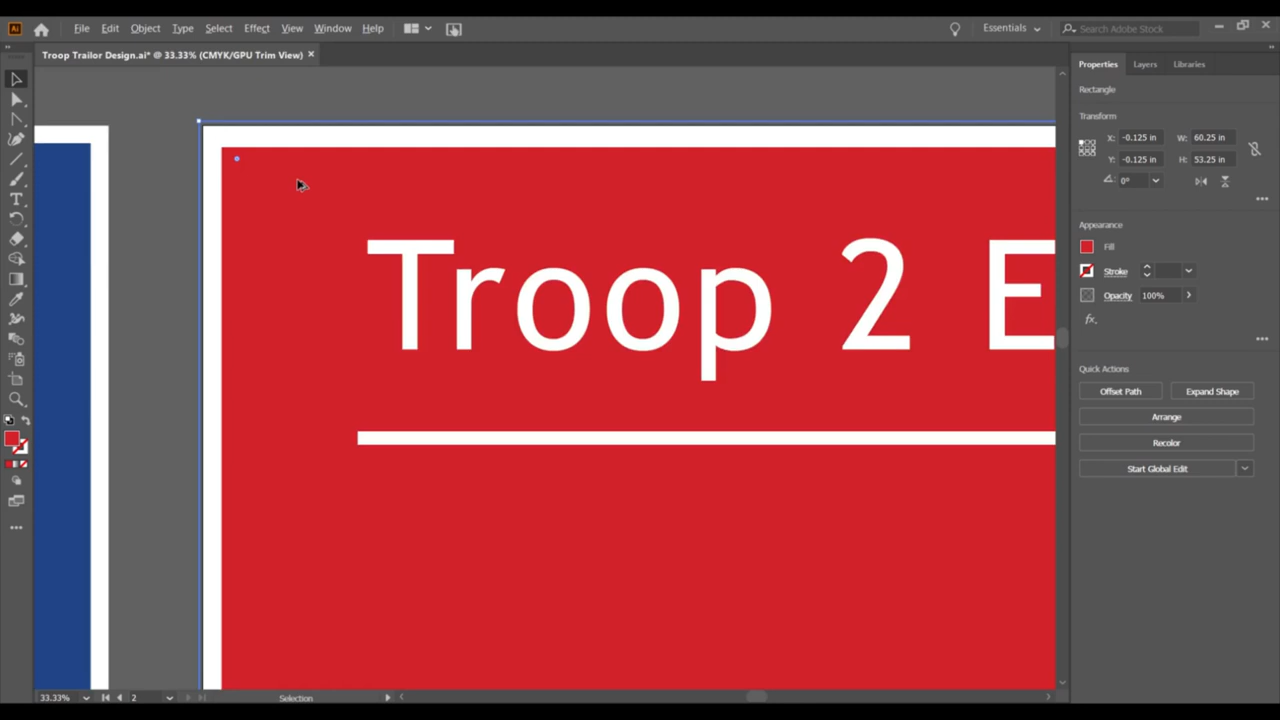 Ai File Edit Object Type Select Effect View Window Help Essentials Search Adobe Stock
Troop Trailor Design.ai* @ 33.33% (CMYK/GPU Trim View)
Troop 2 E
33.33% 2 Selection
Properties Layers Libraries
Rectangle
Transform
X: -0.125 in W: 60.25 in
Y: -0.125 in H: 53.25 in
0°
Appearance
Fill
Stroke
Opacity 100%
fx.
Quick Actions
Offset Path Expand Shape
Arrange
Recolor
Start Global Edit